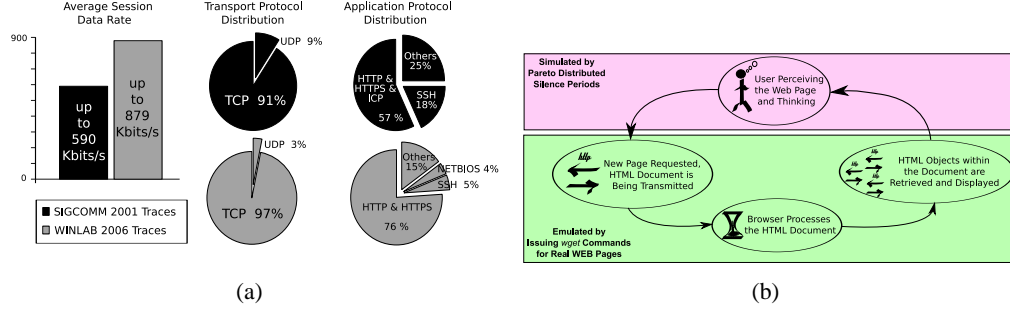 Average Session
Data Rate
900
0
up
to
590
Kbits/s
up
to
879
Kbits/s
SIGCOMM 2001 Traces
WINLAB 2006 Traces
Transport Protocol
Distribution
UDP 9%
TCP 91%
UDP 3%
TCP 97%
Application Protocol
Distribution
Others
25%
HTTP &
HTTPS &
ICP
57 %
SSH
18%
Others
15%
NETBIOS 4%
SSH 5%
HTTP & HTTPS
76 %
(a)
Simulated by
Pareto Distributed
Silence Periods
User Perceiving
the Web Page
and Thinking
http
New Page Requested,
HTML Document is
Being Transmitted
HTML Objects within
the Document are
Retrieved and Displayed
Browser Processes
the HTML Document
Emulated by
Issuing wget Commands
for Real WEB Pages
(b)